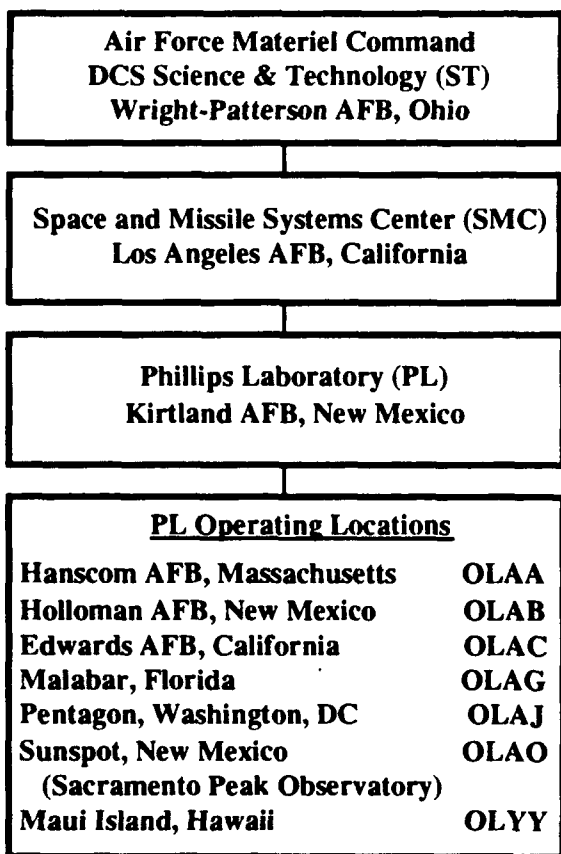 Air Force Materiel Command
DCS Science & Technology (ST)
Wright-Patterson AFB, Ohio
Space and Missile Systems Center (SMC)
Los Angeles AFB, California
Phillips Laboratory (PL)
Kirtland AFB, New Mexico
PL Operating Locations
Hanscom AFB, Massachusetts OLAA
Holloman AFB, New Mexico OLAB
Edwards AFB, California OLAC
Malabar, Florida OLAG
Pentagon, Washington, DC OLAJ
Sunspot, New Mexico OLAO
(Sacramento Peak Observatory)
Maui Island, Hawaii OLYY